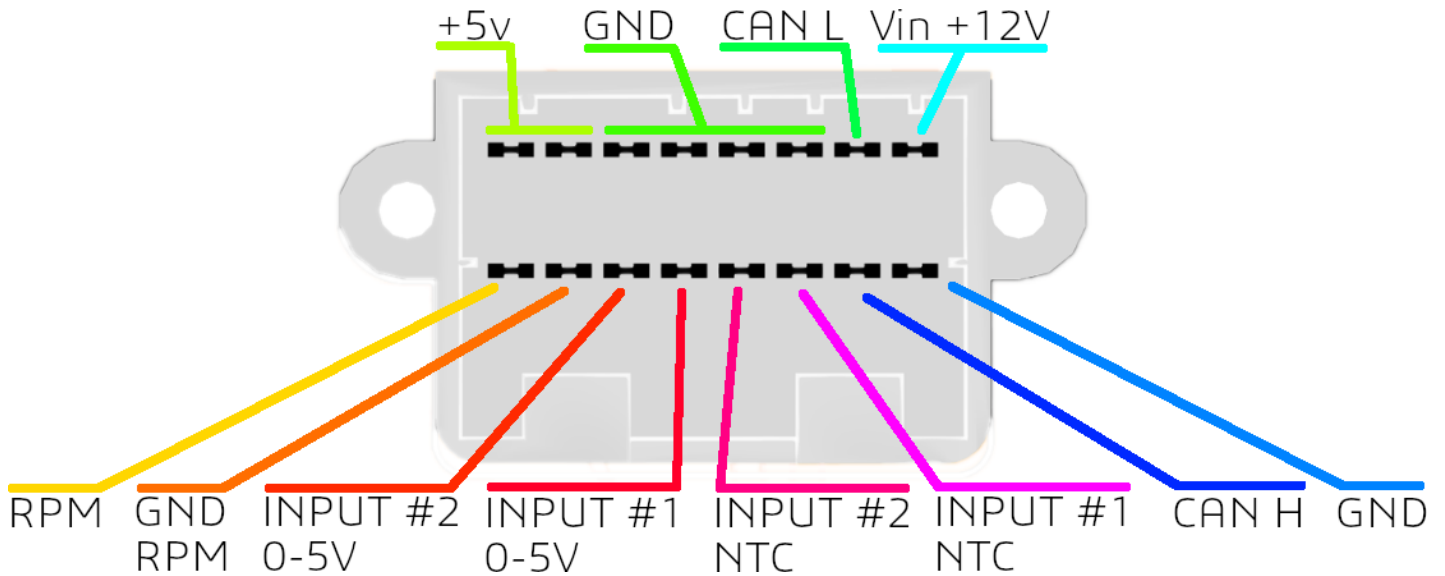 +5v GND CAN L Vin +12V
RPM GND INPUT #2 INPUT #1 INPUT #2 INPUT #1 CAN H GND
RPM 0-5V 0-5V NTC NTC